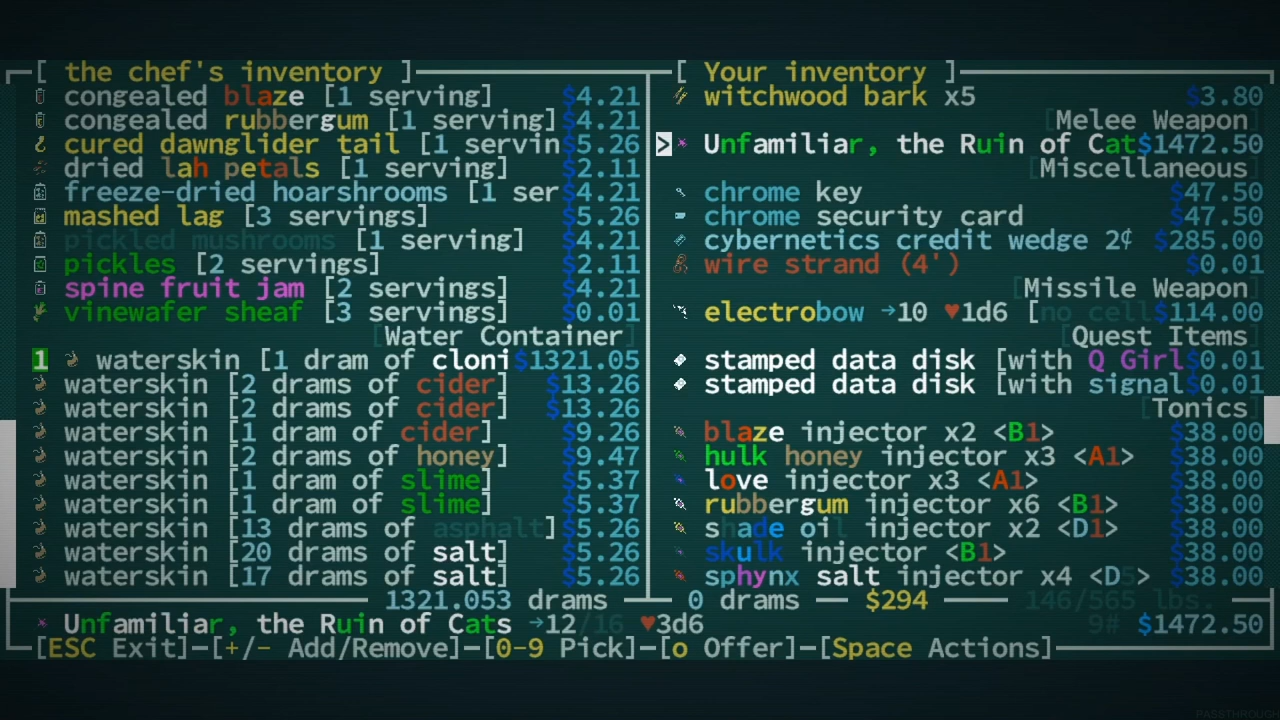 [ the chef's inventory ]
congealed blaze [1 serving] $4.21
congealed rubbergum [1 serving] $4.21
cured dawnglider tail [1 servin $5.26
dried lah petals [1 serving] $2.11
freeze-dried hoarshrooms [1 ser $4.21
mashed lag [3 servings] $5.26
pickled mushrooms [1 serving] $4.21
pickles [2 servings] $2.11
spine fruit jam [2 servings] $4.21
vinewafer sheaf [3 servings] $0.01
[Water Container]
1 waterskin [1 dram of cloni $1321.05
waterskin [2 drams of cider] $13.26
waterskin [2 drams of cider] $13.26
waterskin [1 dram of cider] $9.26
waterskin [2 drams of honey] $9.47
waterskin [1 dram of slime] $5.37
waterskin [1 dram of slime] $5.37
waterskin [13 drams of asphalt] $5.26
waterskin [20 drams of salt] $5.26
waterskin [17 drams of salt] $5.26
1321.053 drams
[ Your inventory ]
witchwood bark x5 $3.80
[Melee Weapon]
> Unfamiliar, the Ruin of Cat $1472.50
[Miscellaneous]
chrome key $47.50
chrome security card $47.50
cybernetics credit wedge 2¢ $285.00
wire strand (4') $0.01
[Missile Weapon]
electrobow →10 ♥1d6 [no cell $114.00
[Quest Items]
stamped data disk [with Q Girl $0.01
stamped data disk [with signal $0.01
[Tonics]
blaze injector x2 <B1> $38.00
hulk honey injector x3 <A1> $38.00
love injector x3 <A1> $38.00
rubbergum injector x6 <B1> $38.00
shade oil injector x2 <D1> $38.00
skulk injector <B1> $38.00
sphynx salt injector x4 <D5> $38.00
0 drams — $294 — 146/565 lbs.
Unfamiliar, the Ruin of Cats →12/16 ♥3d6 9# $1472.50
[ESC Exit]—[+/- Add/Remove]—[0-9 Pick]—[o Offer]—[Space Actions]
PASSTHROUGH